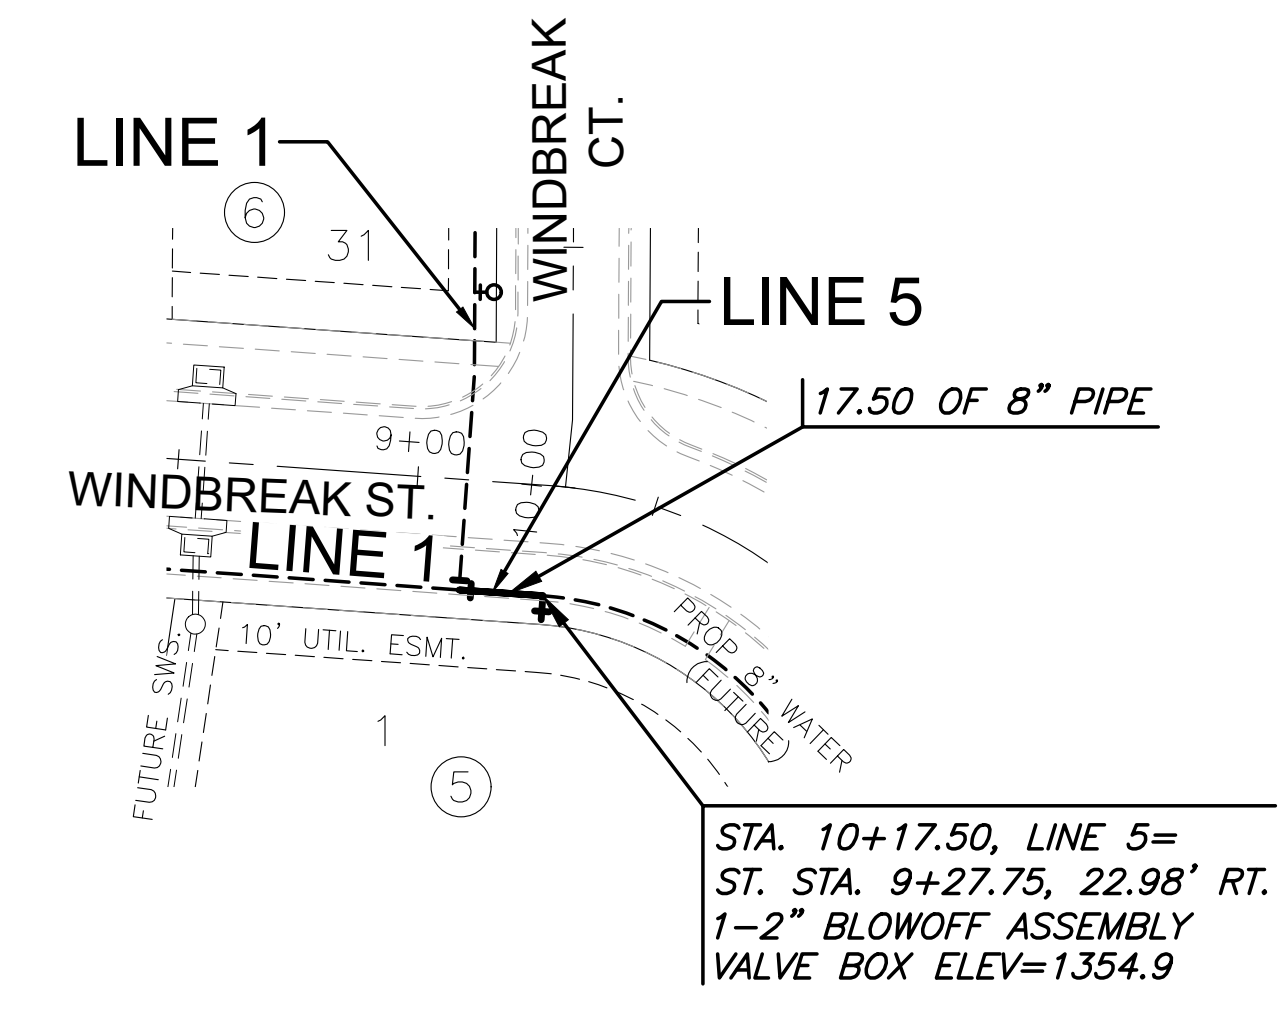 WINDBREAK
CT.
LINE 1
6
31
LINE 5
17.50 OF 8” PIPE
9+00
10+00
WINDBREAK ST.
LINE 1
10’ UTIL. ESMT.
FUTURE SWS.
PROP 8” WATER
(FUTURE)
1
5
STA. 10+17.50, LINE 5=
ST. STA. 9+27.75, 22.98’ RT.
1-2” BLOWOFF ASSEMBLY
VALVE BOX ELEV=1354.9